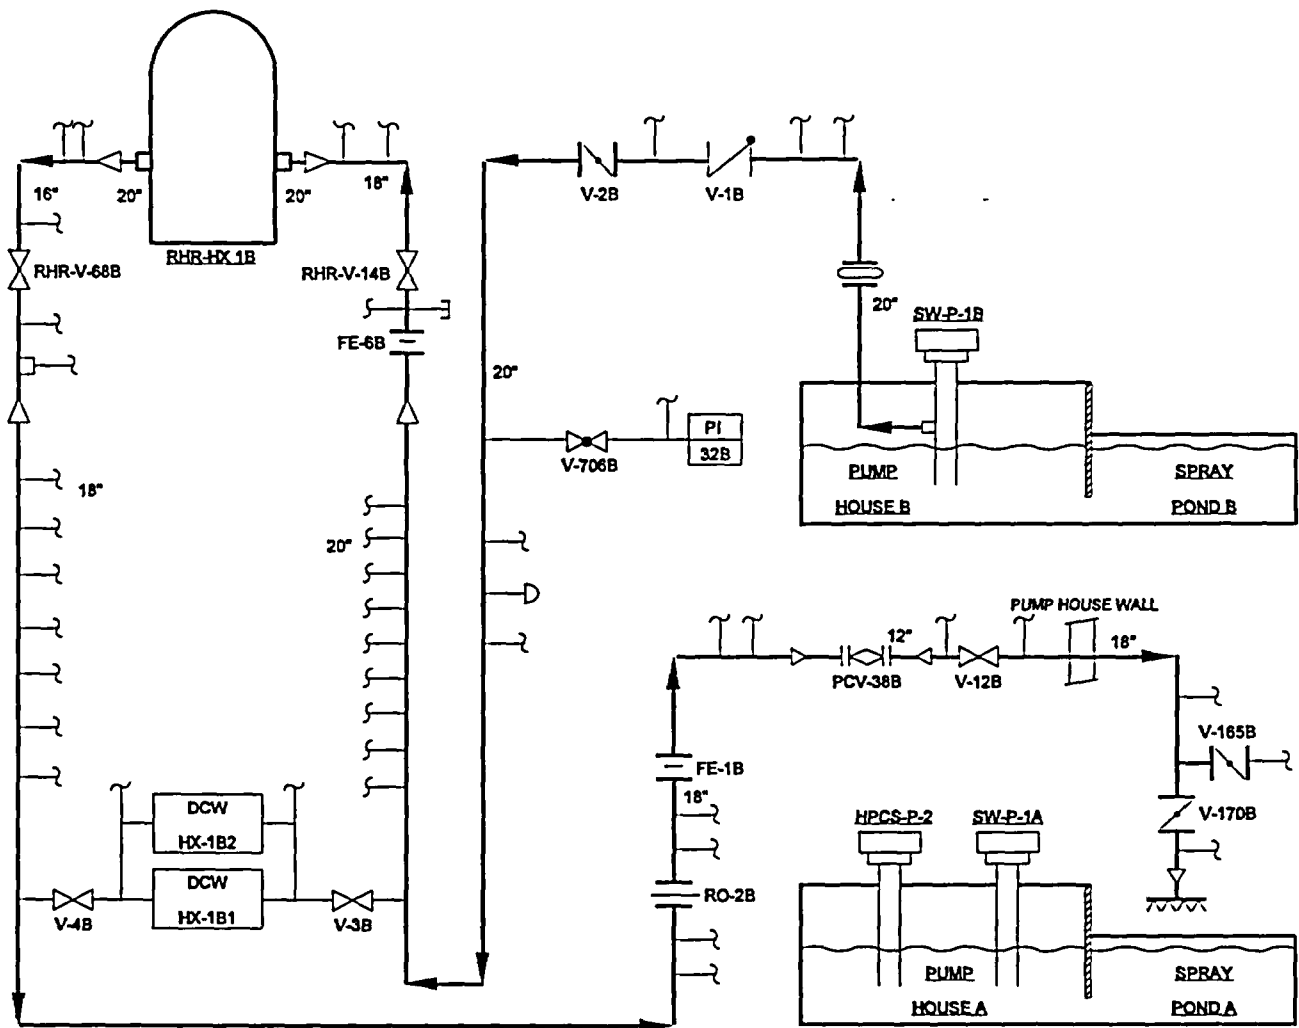 16"
20"
20"
18"
RHR-HX 1B
RHR-V-68B
RHR-V-14B
FE-6B
V-2B
V-1B
20"
SW-P-1B
20"
V-706B
PI
32B
PUMP
HOUSE B
SPRAY
POND B
18"
20"
PUMP HOUSE WALL
12"
18"
PCV-38B
V-12B
V-165B
V-170B
FE-1B
18"
RO-2B
DCW
HX-1B2
DCW
HX-1B1
V-4B
V-3B
HPCS-P-2
SW-P-1A
PUMP
HOUSE A
SPRAY
POND A